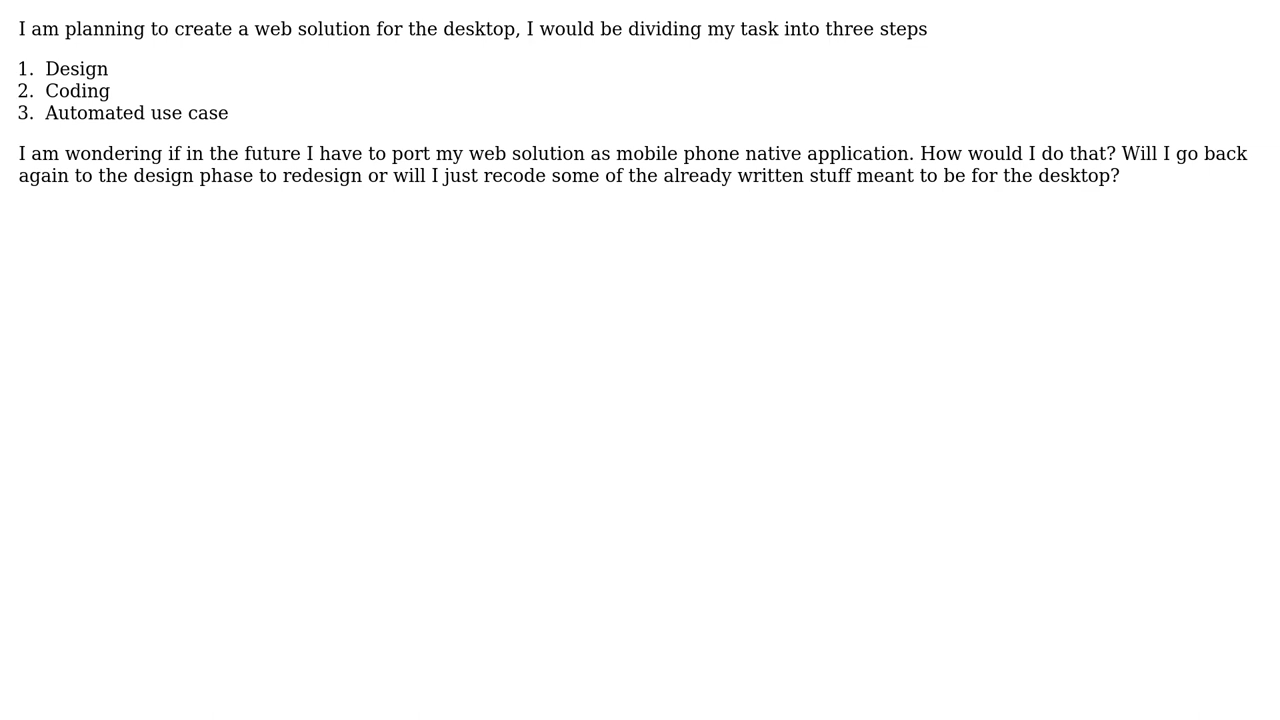 I am planning to create a web solution for the desktop, I would be dividing my task into three steps
1. Design
2. Coding
3. Automated use case
I am wondering if in the future I have to port my web solution as mobile phone native application. How would I do that? Will I go back
again to the design phase to redesign or will I just recode some of the already written stuff meant to be for the desktop?